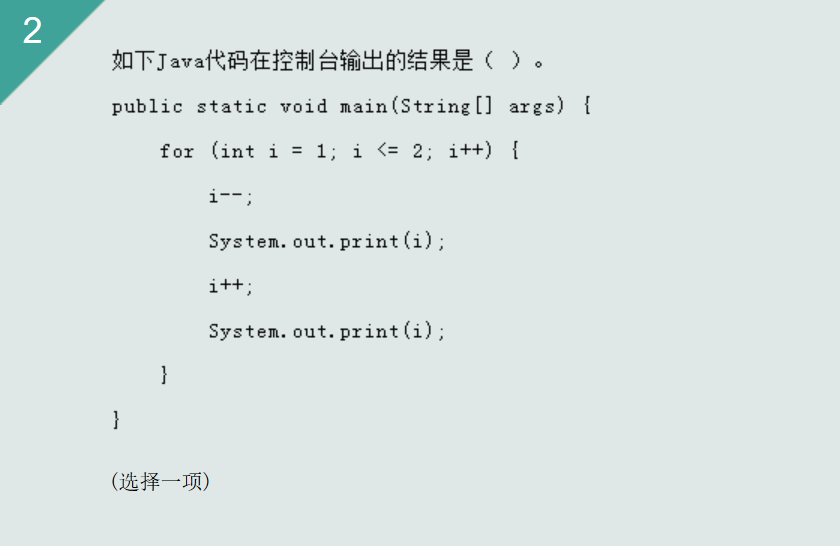 2
如下Java代码在控制台输出的结果是（ ）。
public static void main(String[] args) {
for (int i = 1; i <= 2; i++) {
i--;
System.out.print(i);
i++;
System.out.print(i);
}
}
(选择一项)